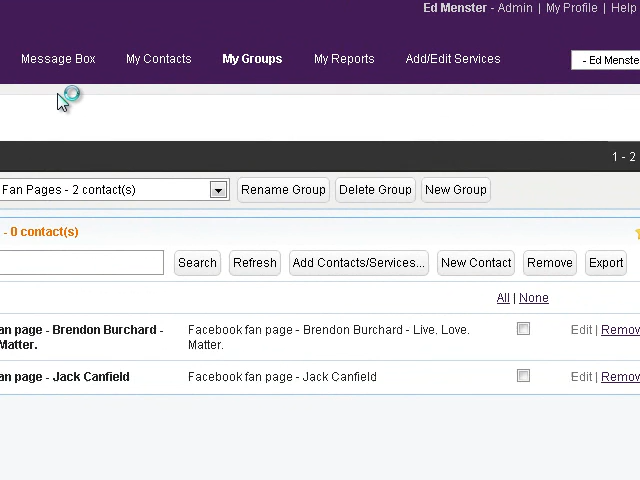 Ed Menster - Admin | My Profile | Help
Message Box My Contacts My Groups My Reports Add/Edit Services - Ed Menste
1 - 2
Fan Pages - 2 contact(s) Rename Group Delete Group New Group
- 0 contact(s)
Search Refresh Add Contacts/Services... New Contact Remove Export
All | None
an page - Brendon Burchard - Facebook fan page - Brendon Burchard - Live. Love. Edit | Remov
Matter. Matter.
an page - Jack Canfield Facebook fan page - Jack Canfield Edit | Remov